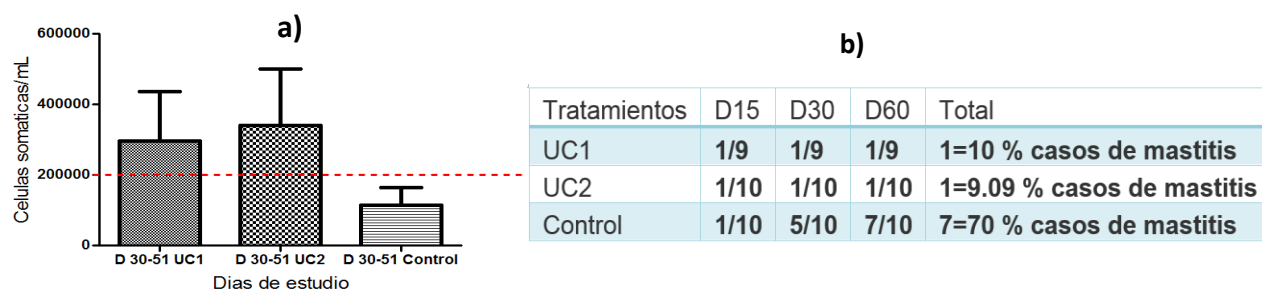 a)
600000
400000
200000
0
Celulas somaticas/mL
D 30-51 UC1 D 30-51 UC2 D 30-51 Control
Dias de estudio
b)
Tratamientos D15 D30 D60 Total
UC1 1/9 1/9 1/9 1=10 % casos de mastitis
UC2 1/10 1/10 1/10 1=9.09 % casos de mastitis
Control 1/10 5/10 7/10 7=70 % casos de mastitis